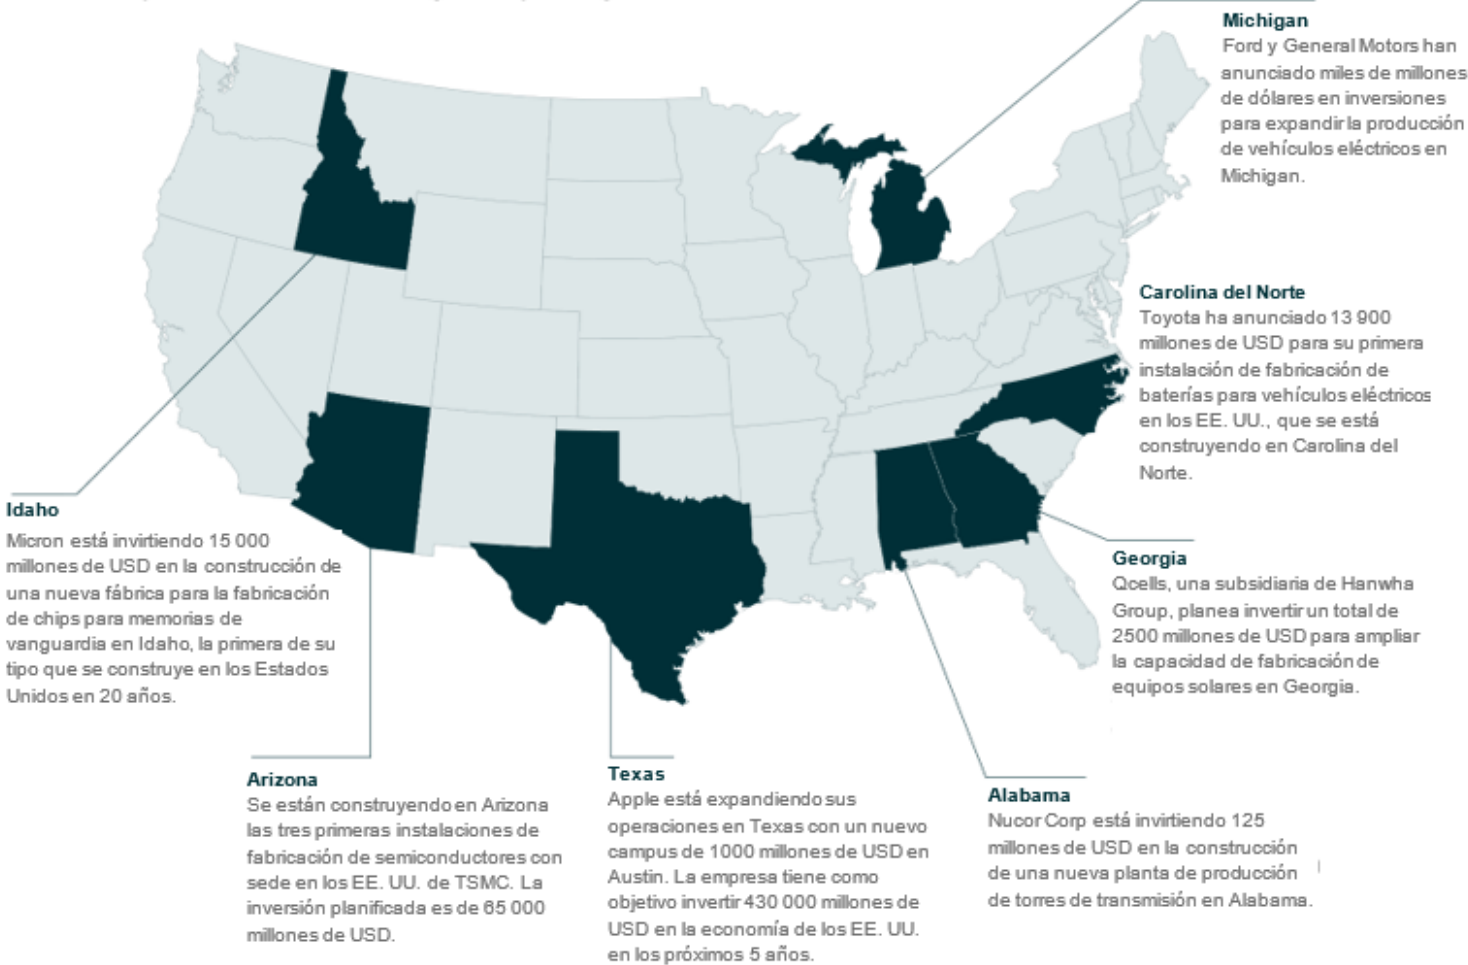 Michigan
Ford y General Motors han
anunciado miles de millones
de dólares en inversiones
para expandir la producción
de vehículos eléctricos en
Michigan.
Carolina del Norte
Toyota ha anunciado 13 900
millones de USD para su primera
instalación de fabricación de
baterías para vehículos eléctricos
en los EE. UU., que se está
construyendo en Carolina del
Norte.
Idaho
Micron está invirtiendo 15 000
millones de USD en la construcción de
una nueva fábrica para la fabricación
de chips para memorias de
vanguardia en Idaho, la primera de su
tipo que se construye en los Estados
Unidos en 20 años.
Georgia
Qcells, una subsidiaria de Hanwha
Group, planea invertir un total de
2500 millones de USD para ampliar
la capacidad de fabricación de
equipos solares en Georgia.
Arizona
Se están construyendo en Arizona
las tres primeras instalaciones de
fabricación de semiconductores con
sede en los EE. UU. de TSMC. La
inversión planificada es de 65 000
millones de USD.
Texas
Apple está expandiendo sus
operaciones en Texas con un nuevo
campus de 1000 millones de USD en
Austin. La empresa tiene como
objetivo invertir 430 000 millones de
USD en la economía de los EE. UU.
en los próximos 5 años.
Alabama
Nucor Corp está invirtiendo 125
millones de USD en la construcción
de una nueva planta de producción
de torres de transmisión en Alabama.